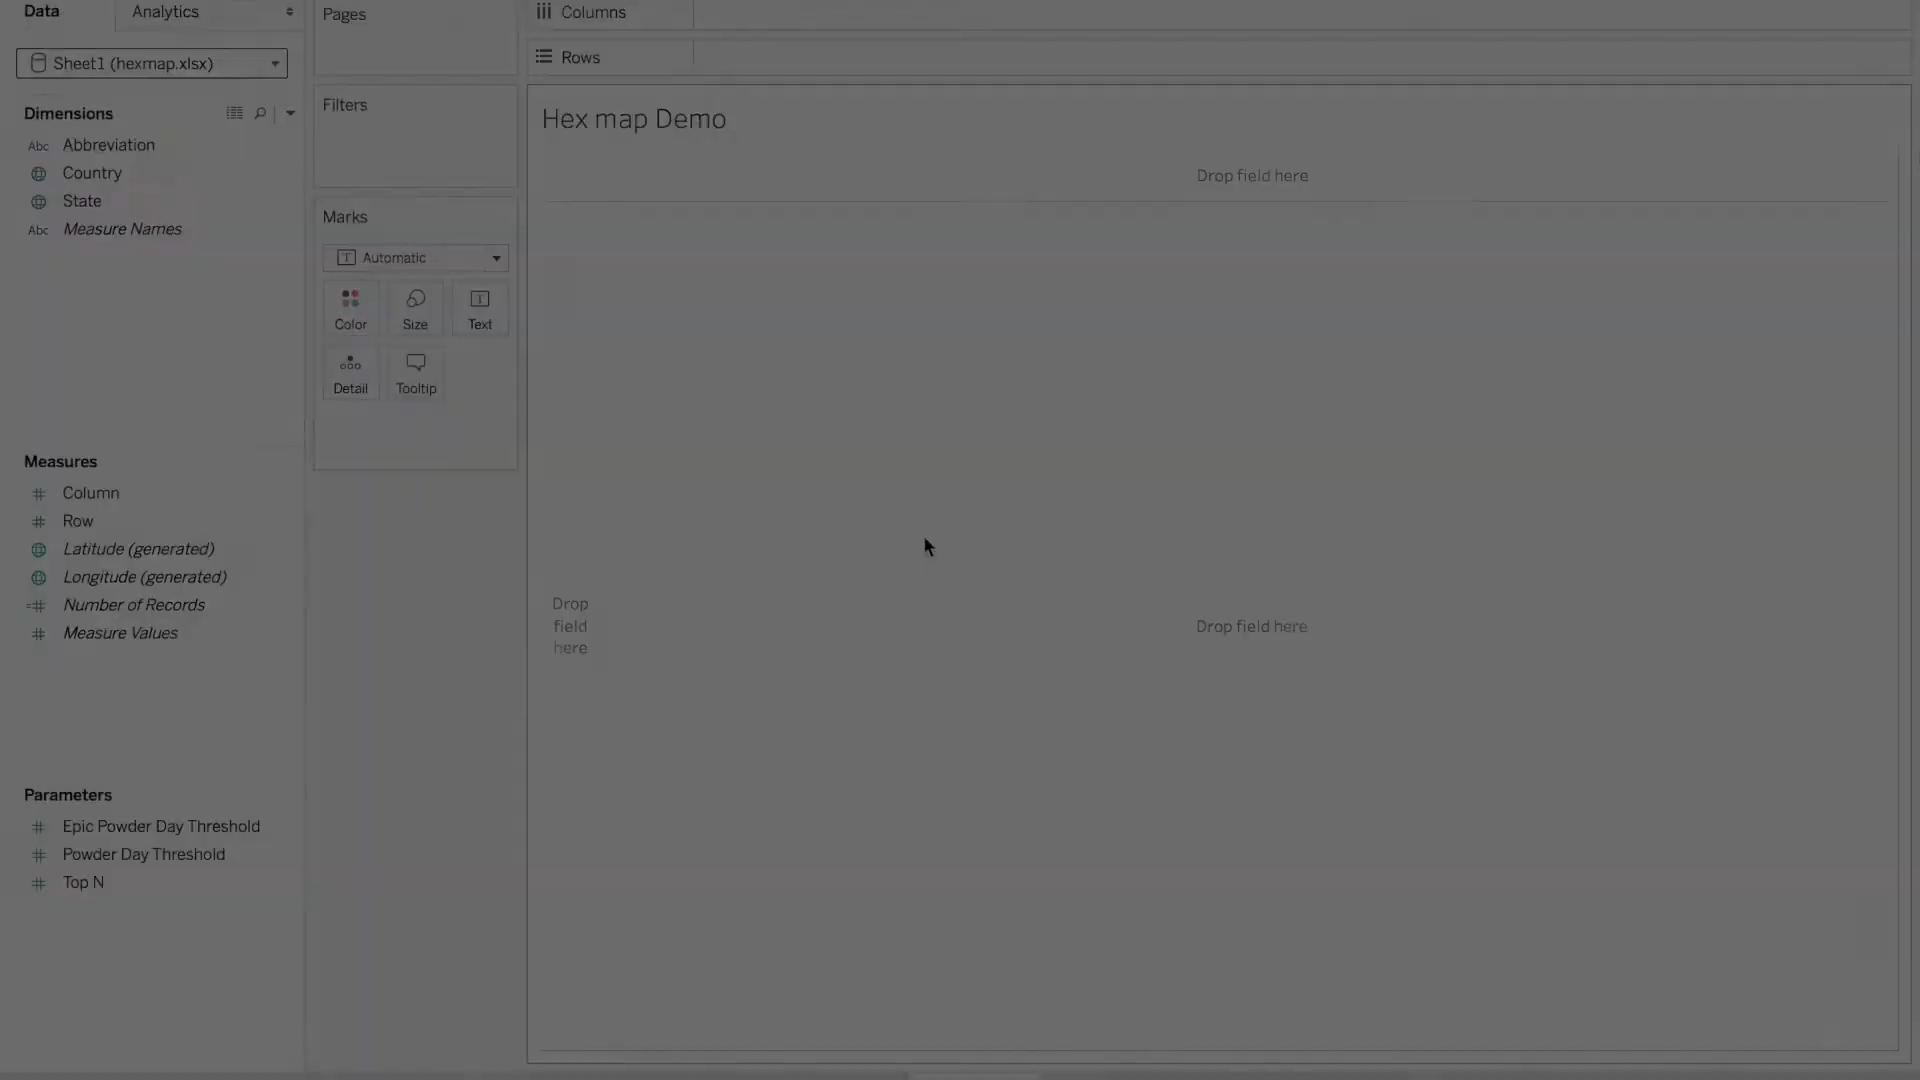 Data
Analytics
Sheet1 (hexmap.xlsx)
Dimensions
Abc Abbreviation
Country
State
Abc Measure Names
Measures
Column
Row
Latitude (generated)
Longitude (generated)
Number of Records
Measure Values
Parameters
Epic Powder Day Threshold
Powder Day Threshold
Top N
Pages
Filters
Marks
Automatic
Color Size Text
Detail Tooltip
Columns
Rows
Hex map Demo
Drop field here
Drop
field
here
Drop field here